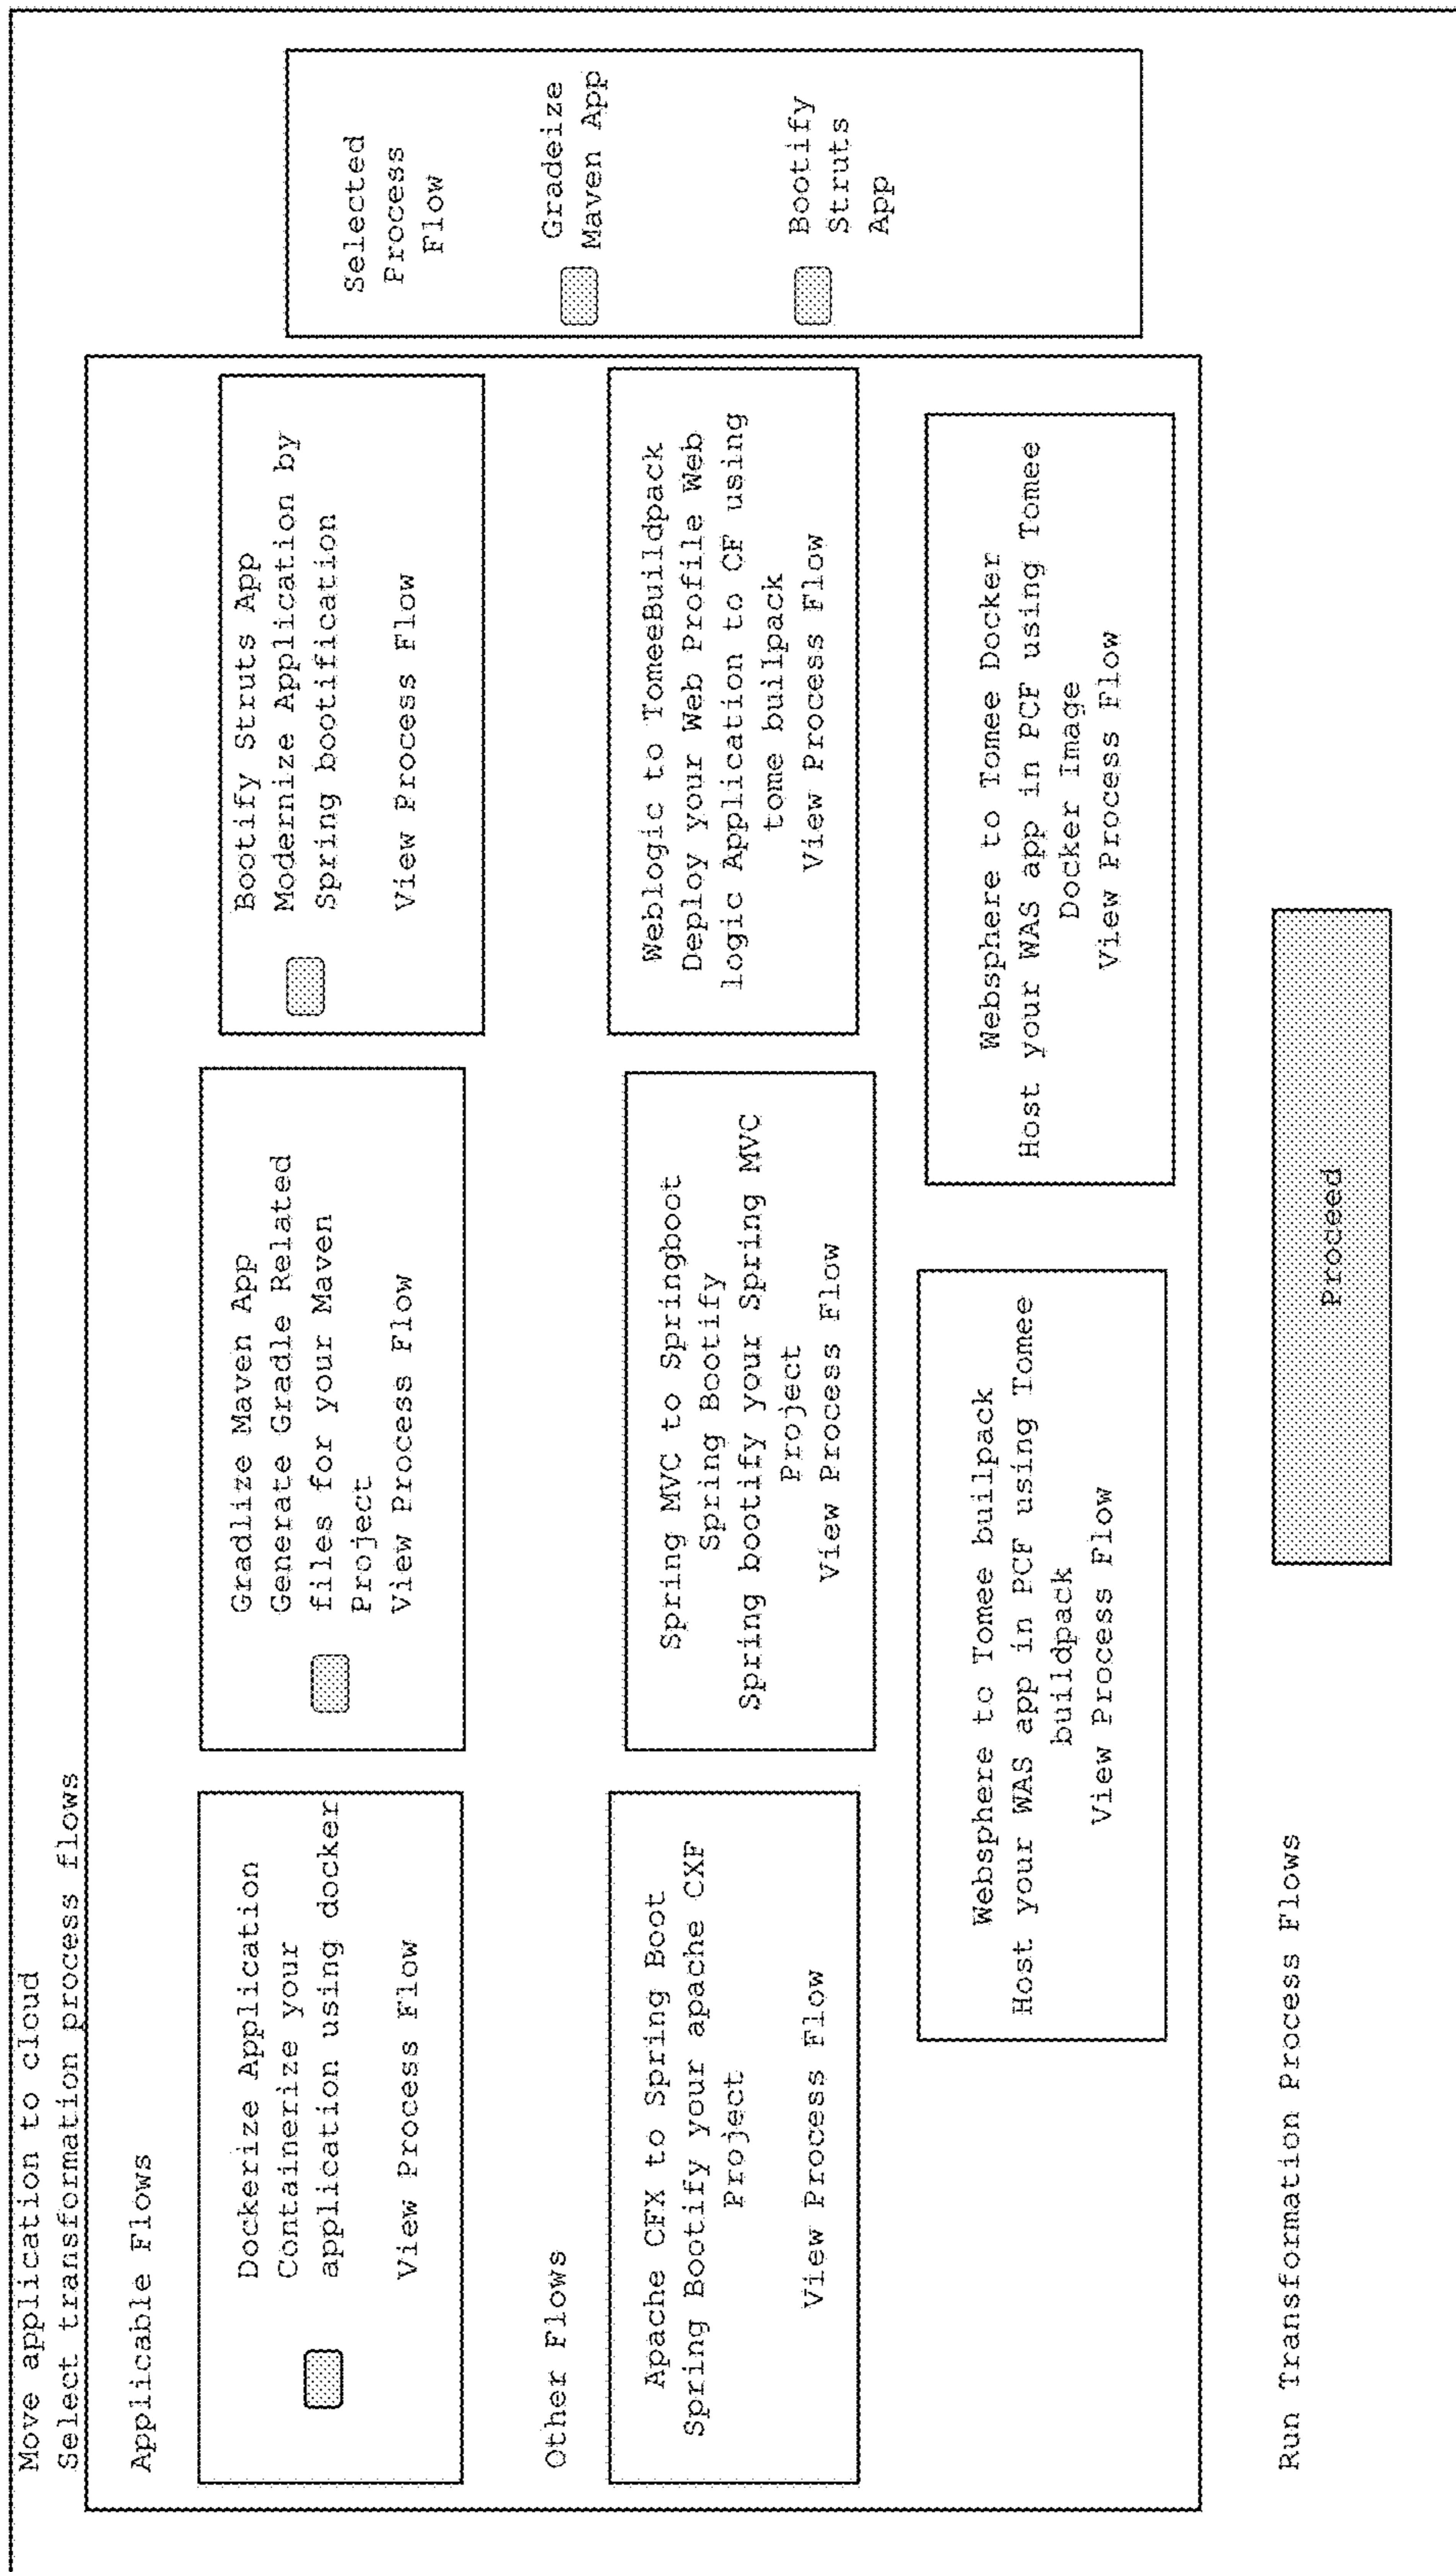 Move application to cloud
Select transformation process flows
Applicable Flows
Dockerize Application
Containerize your
application using docker
View Process Flow
Gradlize Maven App
Generate Gradle Related
files for your Maven
Project
View Process Flow
Bootify Struts App
Modernize Application by
Spring bootification
View Process Flow
Other Flows
Apache CFX to Spring Boot
Spring Bootify your apache CXF
Project
View Process Flow
Spring MVC to Springboot
Spring Bootify
Spring bootify your Spring MVC
Project
View Process Flow
Weblogic to TomeeBuildpack
Deploy your Web Profile Web
logic Application to CF using
tome builpack
View Process Flow
Websphere to Tomee builpack
Host your WAS app in PCF using Tomee
buildpack
View Process Flow
Websphere to Tomee Docker
Host your WAS app in PCF using Tomee
Docker Image
View Process Flow
Selected
Process
Flow
Gradeize
Maven App
Bootify
Struts
App
Run Transformation Process Flows
Proceed